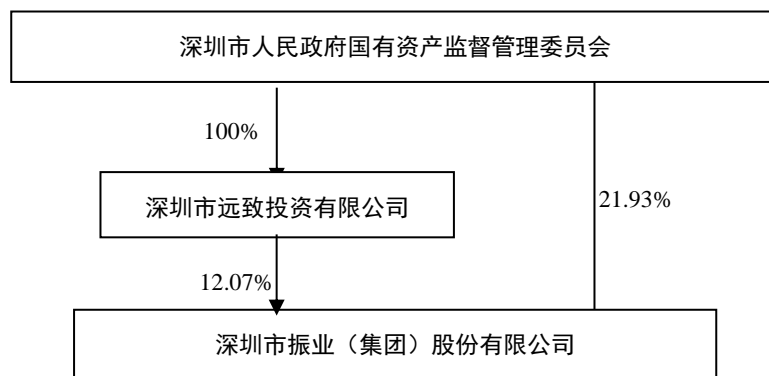 深圳市人民政府国有资产监督管理委员会
100%
深圳市远致投资有限公司
21.93%
12.07%
深圳市振业（集团）股份有限公司